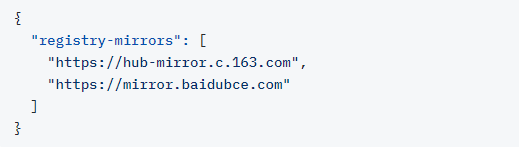 {
  "registry-mirrors": [
    "https://hub-mirror.c.163.com",
    "https://mirror.baidubce.com"
  ]
}